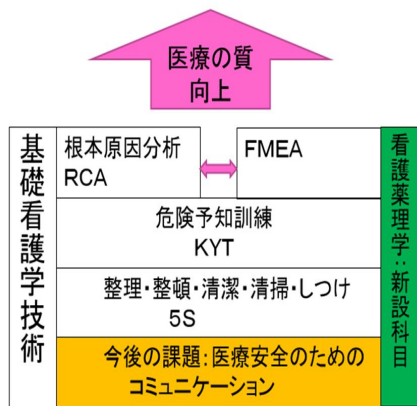 医療の質
向上
基礎看護学技術
根本原因分析
RCA
FMEA
危険予知訓練
KYT
整理・整頓・清潔・清掃・しつけ
5S
今後の課題:医療安全のための
コミュニケーション
看護薬理学:新設科目